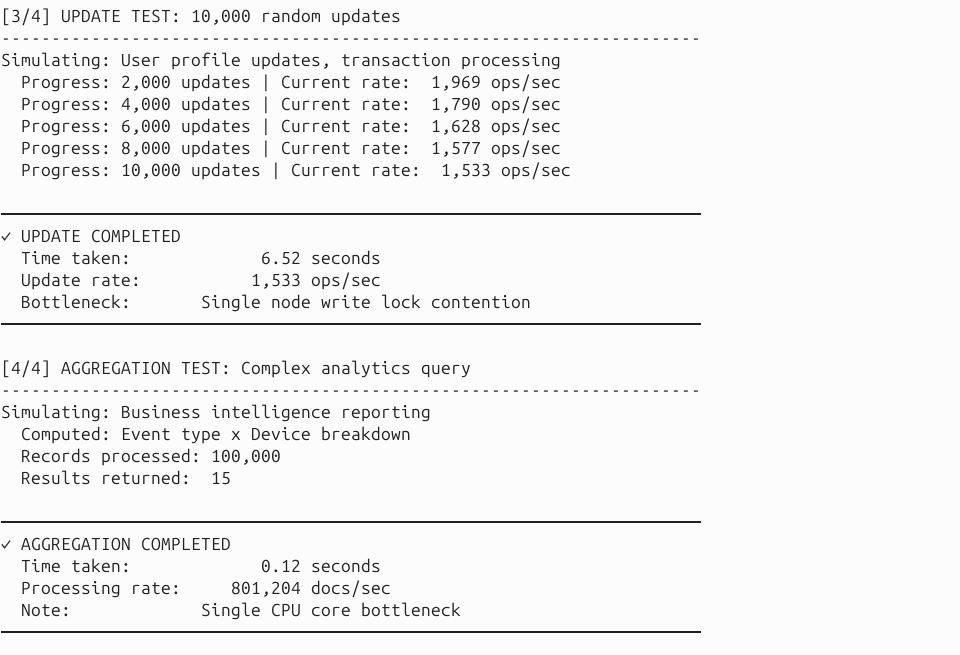 [3/4] UPDATE TEST: 10,000 random updates
----------------------------------------------------------------------
Simulating: User profile updates, transaction processing
  Progress: 2,000 updates | Current rate:  1,969 ops/sec
  Progress: 4,000 updates | Current rate:  1,790 ops/sec
  Progress: 6,000 updates | Current rate:  1,628 ops/sec
  Progress: 8,000 updates | Current rate:  1,577 ops/sec
  Progress: 10,000 updates | Current rate:  1,533 ops/sec
✓ UPDATE COMPLETED
  Time taken:             6.52 seconds
  Update rate:           1,533 ops/sec
  Bottleneck:       Single node write lock contention
[4/4] AGGREGATION TEST: Complex analytics query
----------------------------------------------------------------------
Simulating: Business intelligence reporting
  Computed: Event type x Device breakdown
  Records processed: 100,000
  Results returned:  15
✓ AGGREGATION COMPLETED
  Time taken:             0.12 seconds
  Processing rate:     801,204 docs/sec
  Note:             Single CPU core bottleneck